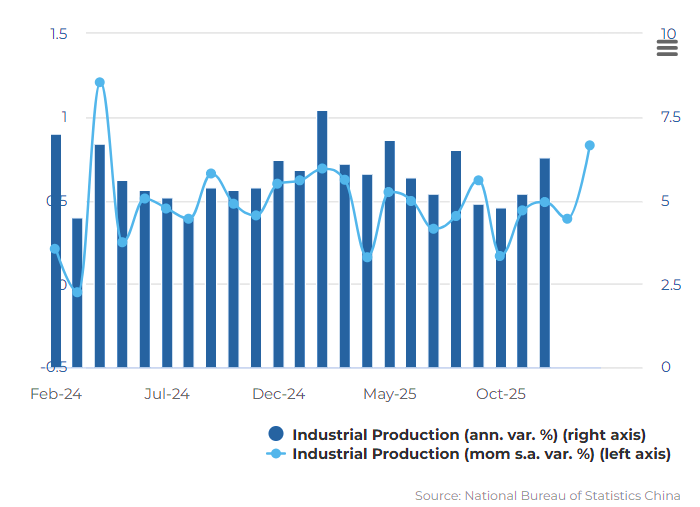 1.5
10
1
7.5
0.5
5
0
2.5
-0.5
0
Feb-24
Jul-24
Dec-24
May-25
Oct-25
Industrial Production (ann. var. %) (right axis)
Industrial Production (mom s.a. var. %) (left axis)
Source: National Bureau of Statistics China